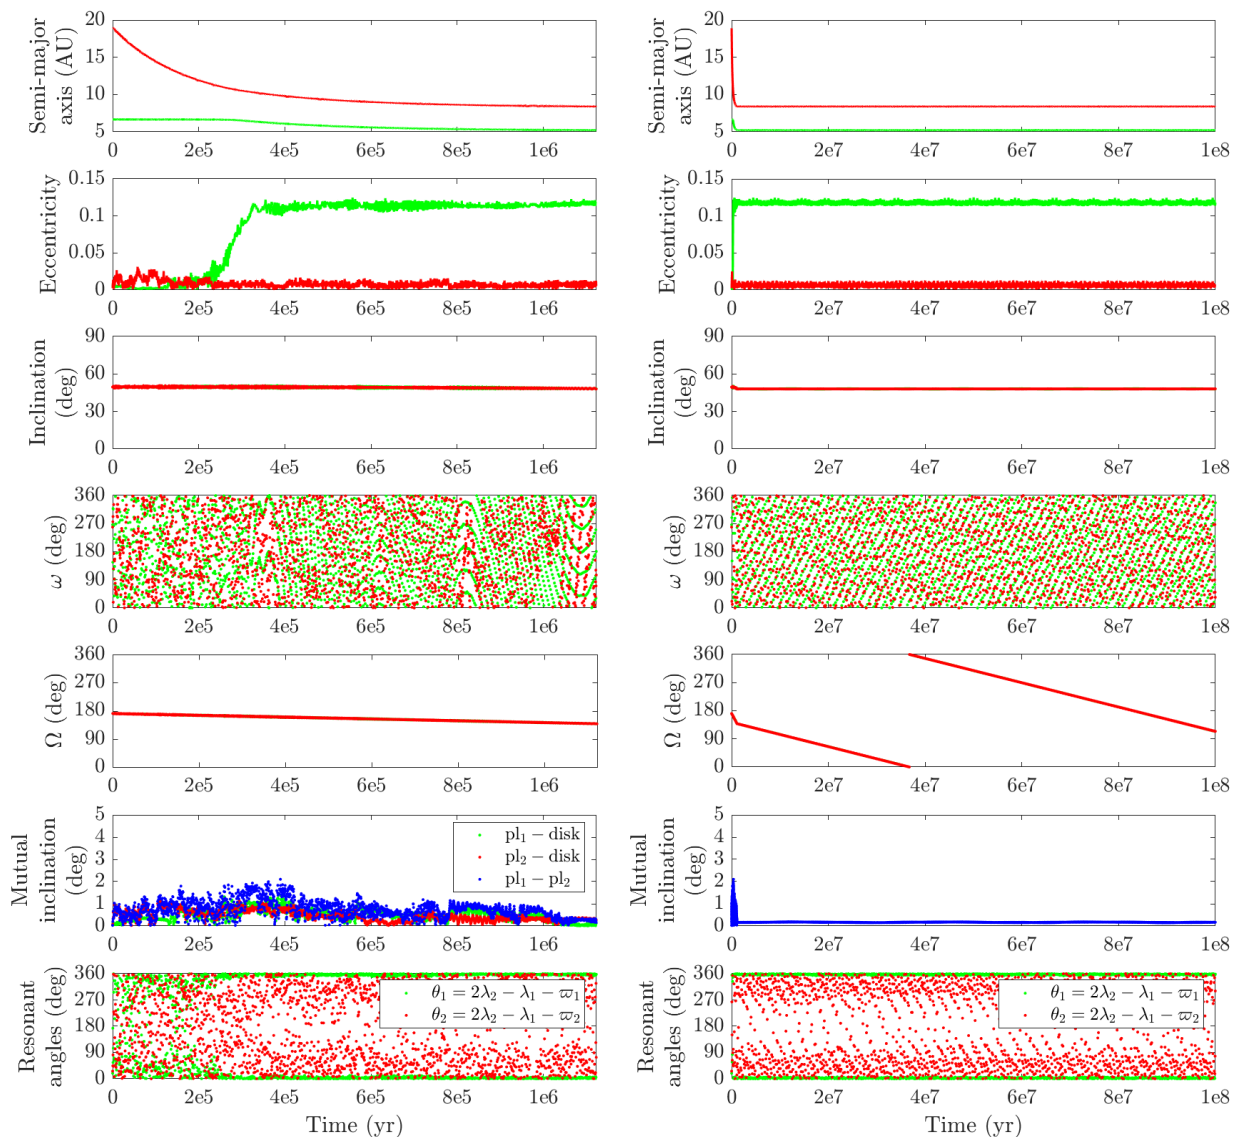 Semi-major
axis (AU)
20
15
10
5
0 2e5 4e5 6e5 8e5 1e6
Semi-major
axis (AU)
20
15
10
5
0 2e7 4e7 6e7 8e7 1e8
Eccentricity
0.15
0.1
0.05
0
0 2e5 4e5 6e5 8e5 1e6
Eccentricity
0.15
0.1
0.05
0
0 2e7 4e7 6e7 8e7 1e8
Inclination
(deg)
90
60
30
0
0 2e5 4e5 6e5 8e5 1e6
Inclination
(deg)
90
60
30
0
0 2e7 4e7 6e7 8e7 1e8
ω (deg)
360
270
180
90
0
0 2e5 4e5 6e5 8e5 1e6
ω (deg)
360
270
180
90
0
0 2e7 4e7 6e7 8e7 1e8
Ω (deg)
360
270
180
90
0
0 2e5 4e5 6e5 8e5 1e6
Ω (deg)
360
270
180
90
0
0 2e7 4e7 6e7 8e7 1e8
Mutual
inclination
(deg)
5
4
3
2
1
0
pl₁ − disk
pl₂ − disk
pl₁ − pl₂
0 2e5 4e5 6e5 8e5 1e6
Mutual
inclination
(deg)
5
4
3
2
1
0
0 2e7 4e7 6e7 8e7 1e8
Resonant
angles (deg)
360
270
180
90
0
θ₁ = 2λ₂ − λ₁ − ϖ₁
θ₂ = 2λ₂ − λ₁ − ϖ₂
0 2e5 4e5 6e5 8e5 1e6
Time (yr)
Resonant
angles (deg)
360
270
180
90
0
θ₁ = 2λ₂ − λ₁ − ϖ₁
θ₂ = 2λ₂ − λ₁ − ϖ₂
0 2e7 4e7 6e7 8e7 1e8
Time (yr)